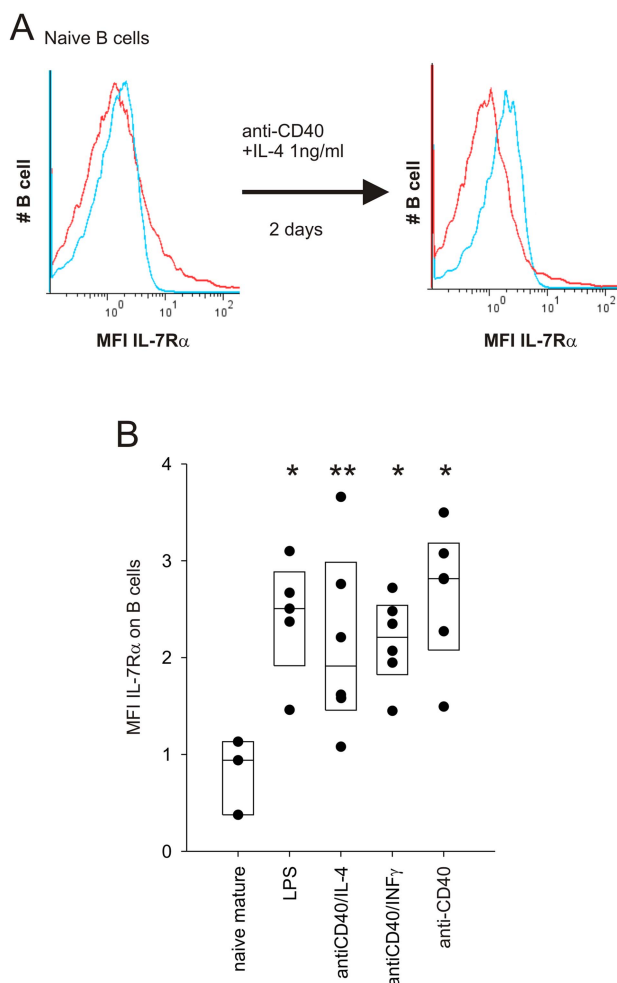 A
Naive B cells
# B cell
10⁰ 10¹ 10²
MFI IL-7Rα
anti-CD40
+IL-4 1ng/ml
2 days
# B cell
10⁰ 10¹ 10²
MFI IL-7Rα
B
MFI IL-7Rα on B cells
4
3
2
1
0
* ** * *
naive mature
LPS
antiCD40/IL-4
antiCD40/INFγ
anti-CD40